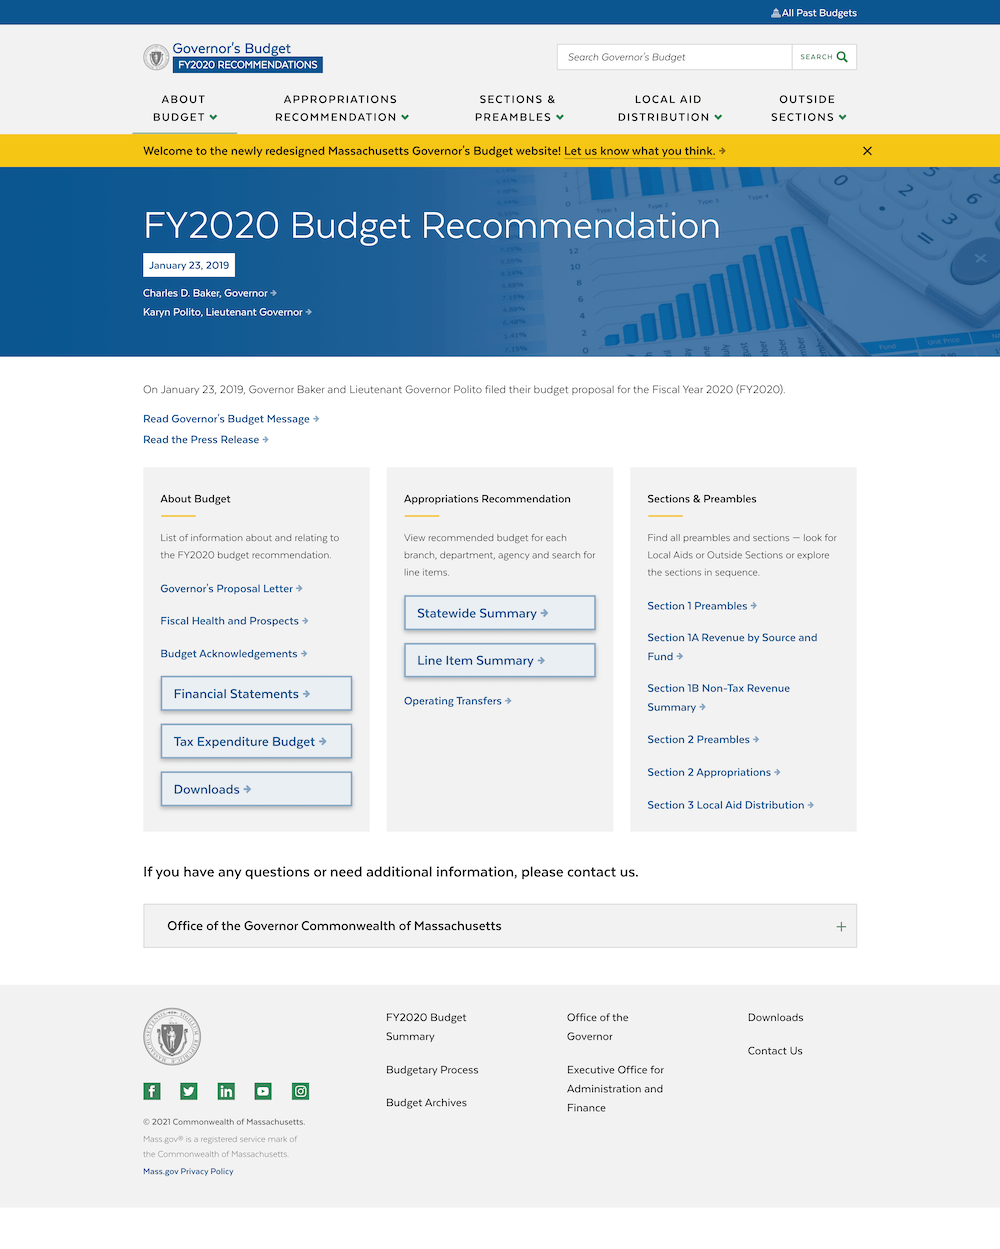 All Past Budgets
Governor's Budget
FY2020 RECOMMENDATIONS
Search Governor's Budget
SEARCH
ABOUT
BUDGET
APPROPRIATIONS
RECOMMENDATION
SECTIONS &
PREAMBLES
LOCAL AID
DISTRIBUTION
OUTSIDE
SECTIONS
Welcome to the newly redesigned Massachusetts Governor's Budget website! Let us know what you think.
FY2020 Budget Recommendation
January 23, 2019
Charles D. Baker, Governor
Karyn Polito, Lieutenant Governor
On January 23, 2019, Governor Baker and Lieutenant Governor Polito filed their budget proposal for the Fiscal Year 2020 (FY2020).
Read Governor's Budget Message
Read the Press Release
About Budget
List of information about and relating to
the FY2020 budget recommendation.
Governor's Proposal Letter
Fiscal Health and Prospects
Budget Acknowledgements
Financial Statements
Tax Expenditure Budget
Downloads
Appropriations Recommendation
View recommended budget for each
branch, department, agency and search for
line items.
Statewide Summary
Line Item Summary
Operating Transfers
Sections & Preambles
Find all preambles and sections — look for
Local Aids or Outside Sections or explore
the sections in sequence.
Section 1 Preambles
Section 1A Revenue by Source and
Fund
Section 1B Non-Tax Revenue
Summary
Section 2 Preambles
Section 2 Appropriations
Section 3 Local Aid Distribution
If you have any questions or need additional information, please contact us.
Office of the Governor Commonwealth of Massachusetts
© 2021 Commonwealth of Massachusetts.
Mass.gov® is a registered service mark of
the Commonwealth of Massachusetts.
Mass.gov Privacy Policy
FY2020 Budget
Summary
Budgetary Process
Budget Archives
Office of the
Governor
Executive Office for
Administration and
Finance
Downloads
Contact Us